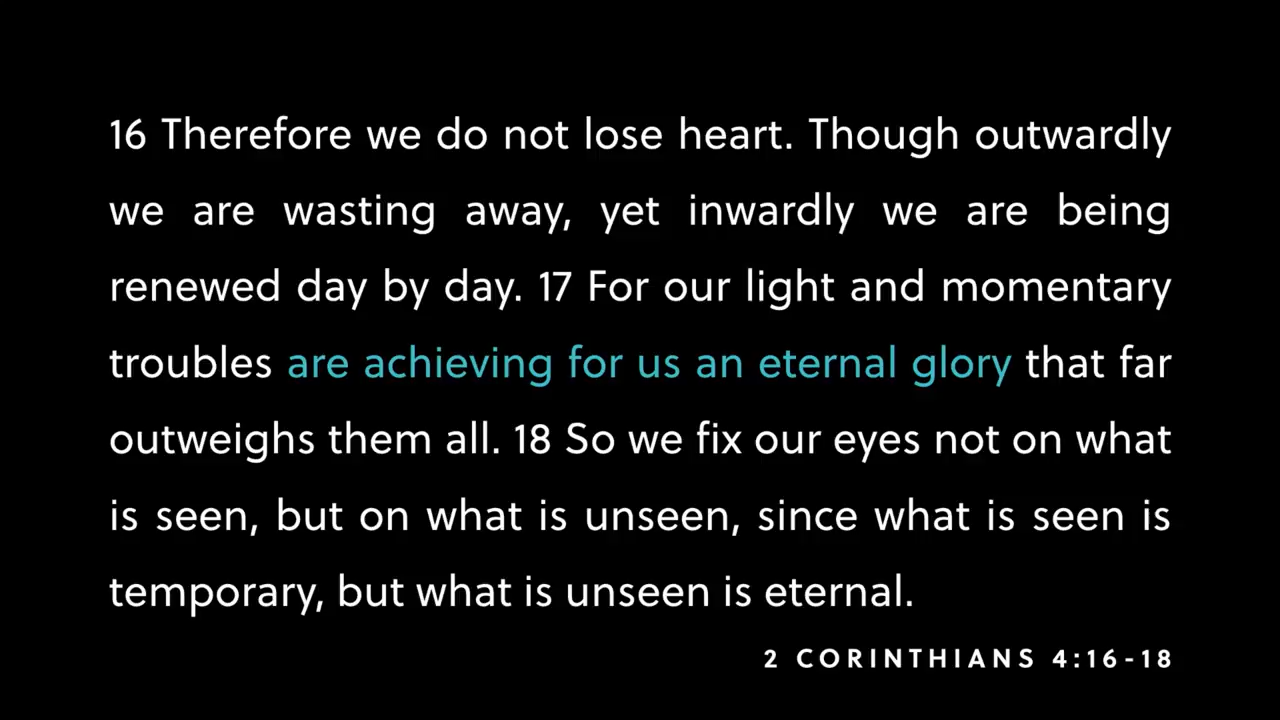 16 Therefore we do not lose heart. Though outwardly
we are wasting away, yet inwardly we are being
renewed day by day. 17 For our light and momentary
troubles are achieving for us an eternal glory that far
outweighs them all. 18 So we fix our eyes not on what
is seen, but on what is unseen, since what is seen is
temporary, but what is unseen is eternal.
2 CORINTHIANS 4:16-18